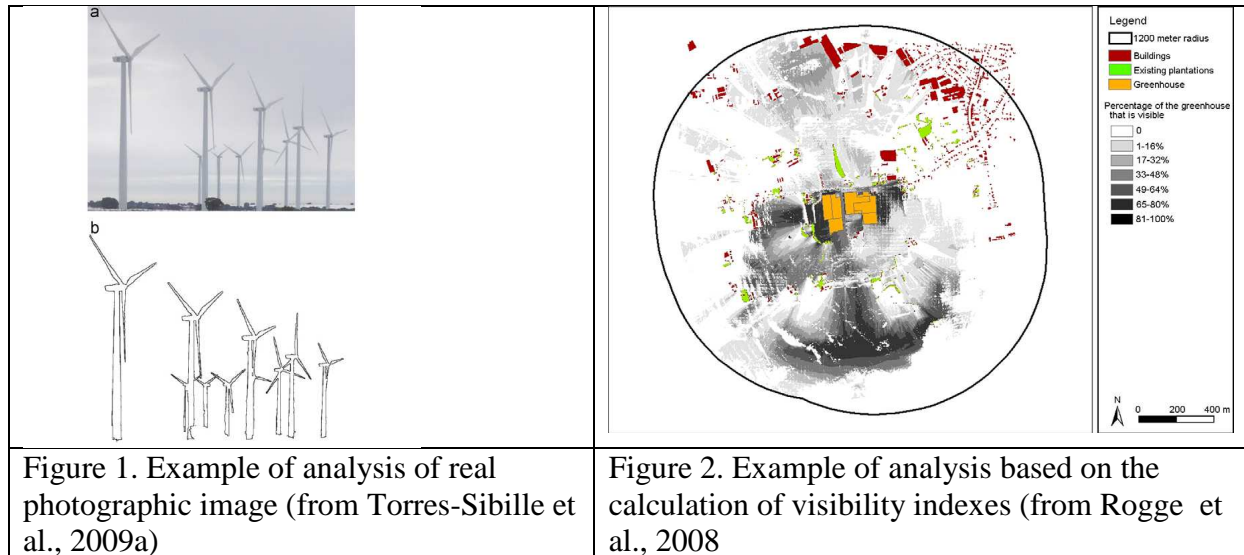 a
b
Legend
1200 meter radius
Buildings
Existing plantations
Greenhouse
Percentage of the greenhouse
that is visible
0
1-16%
17-32%
33-48%
49-64%
65-80%
81-100%
N
0 200 400 m
Figure 1. Example of analysis of real
photographic image (from Torres-Sibille et
al., 2009a)
Figure 2. Example of analysis based on the
calculation of visibility indexes (from Rogge et
al., 2008